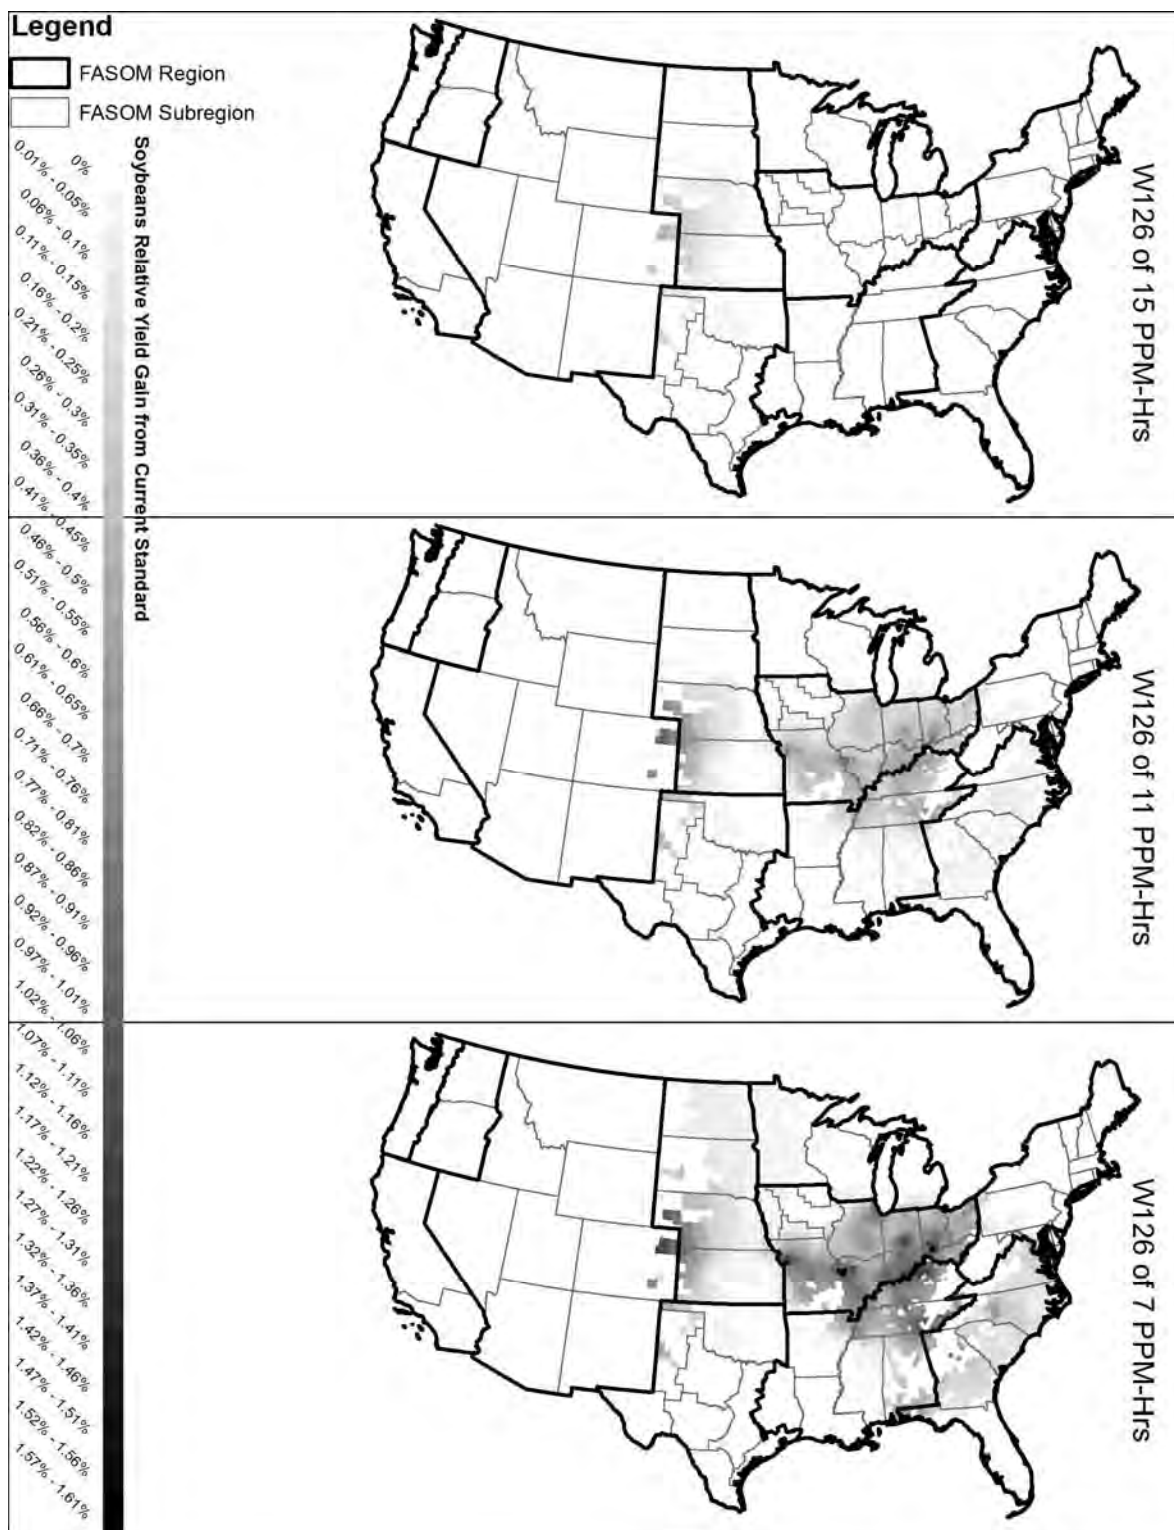 Legend
FASOM Region
FASOM Subregion
Soybeans Relative Yield Gain from Current Standard
0%
0.01% - 0.05%
0.06% - 0.1%
0.11% - 0.15%
0.16% - 0.2%
0.21% - 0.25%
0.26% - 0.3%
0.31% - 0.35%
0.36% - 0.4%
0.41% - 0.45%
0.46% - 0.5%
0.51% - 0.55%
0.56% - 0.6%
0.61% - 0.65%
0.66% - 0.7%
0.71% - 0.76%
0.77% - 0.81%
0.82% - 0.86%
0.87% - 0.91%
0.92% - 0.96%
0.97% - 1.01%
1.02% - 1.06%
1.07% - 1.11%
1.12% - 1.16%
1.17% - 1.21%
1.22% - 1.26%
1.27% - 1.31%
1.32% - 1.36%
1.37% - 1.41%
1.42% - 1.46%
1.47% - 1.51%
1.52% - 1.56%
1.57% - 1.61%
W126 of 15 PPM-Hrs
W126 of 11 PPM-Hrs
W126 of 7 PPM-Hrs